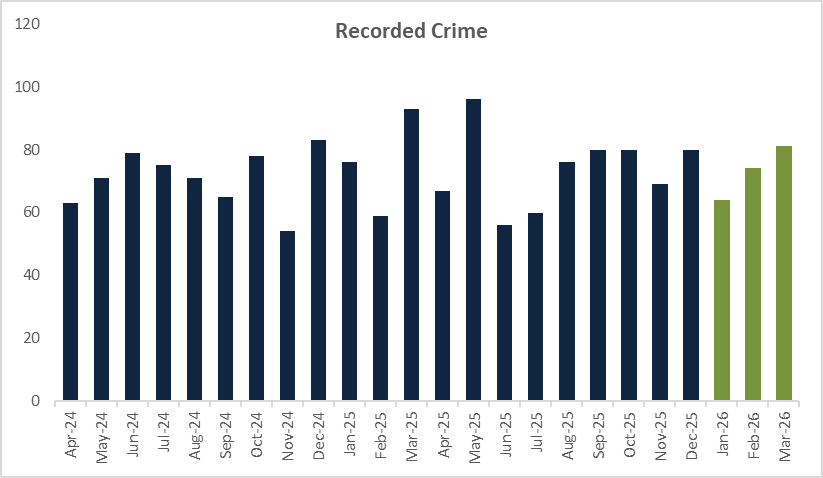 Recorded Crime
120
100
80
60
40
20
0
Apr-24
May-24
Jun-24
Jul-24
Aug-24
Sep-24
Oct-24
Nov-24
Dec-24
Jan-25
Feb-25
Mar-25
Apr-25
May-25
Jun-25
Jul-25
Aug-25
Sep-25
Oct-25
Nov-25
Dec-25
Jan-26
Feb-26
Mar-26